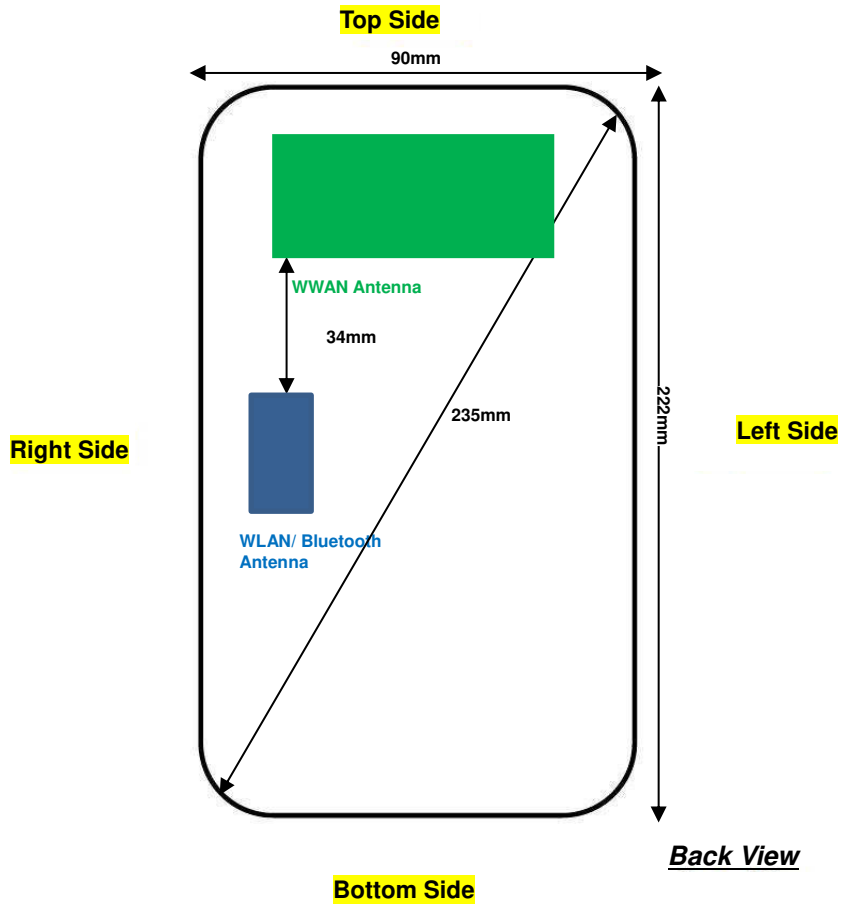 Top Side
90mm
WWAN Antenna
34mm
222mm
235mm
Left Side
Right Side
WLAN/ Bluetooth
Antenna
Back View
Bottom Side